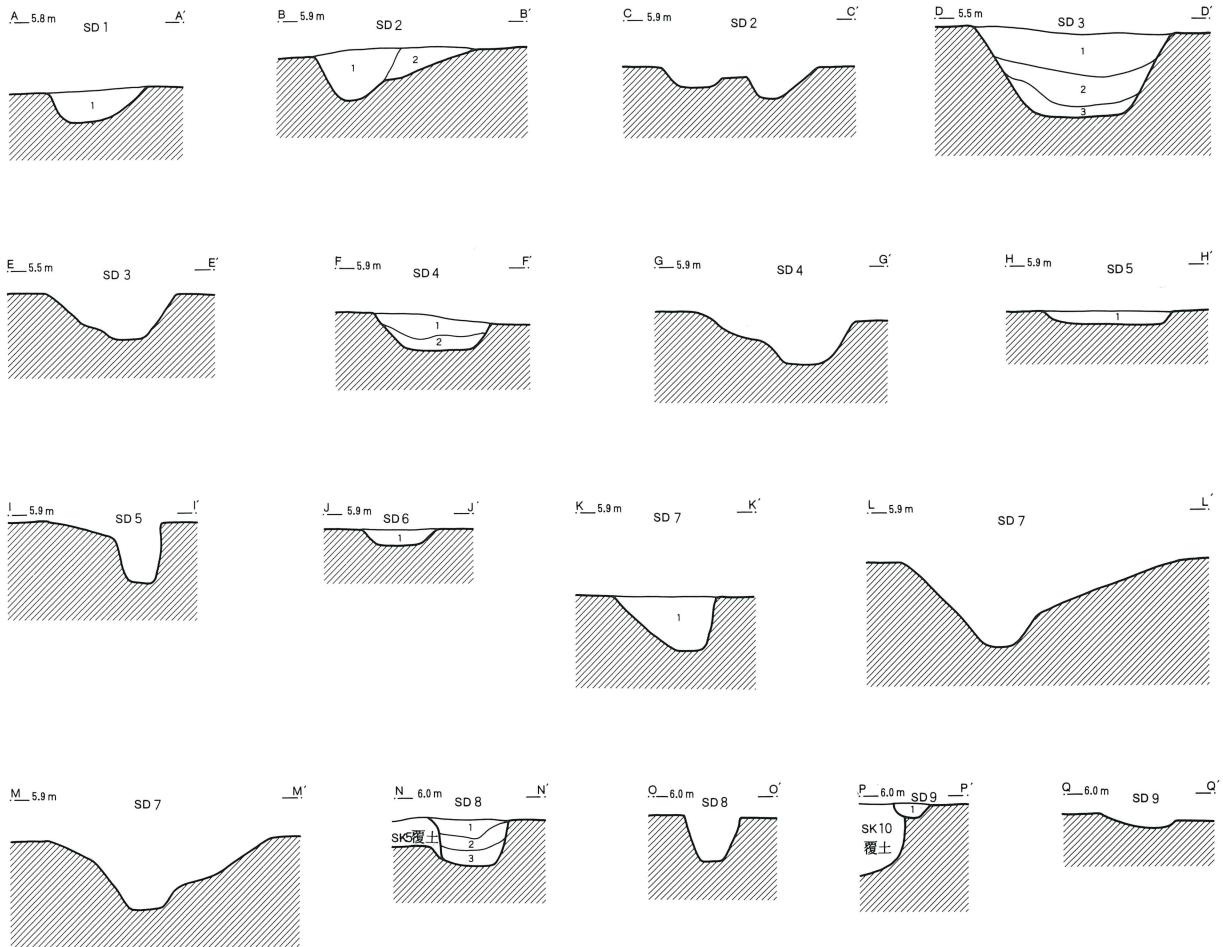 A 5.8 m SD 1 A′
1
B 5.9 m SD 2 B′
1 2
C 5.9 m SD 2 C′
D 5.5 m SD 3 D′
1
2
3
E 5.5 m SD 3 E′
F 5.9 m SD 4 F′
1
2
G 5.9 m SD 4 G′
H 5.9 m SD 5 H′
1
I 5.9 m SD 5 I′
J 5.9 m SD 6 J′
1
K 5.9 m SD 7 K′
1
L 5.9 m SD 7 L′
M 5.9 m SD 7 M′
N 6.0 m SD 8 N′
SK5覆土
1
2
3
O 6.0 m SD 8 O′
P 6.0 m SD 9 P′
1
SK10
覆土
Q 6.0 m SD 9 Q′